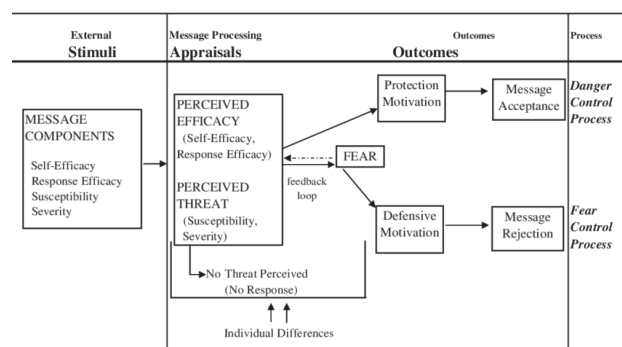 External
Stimuli
Message Processing
Appraisals
Outcomes
Outcomes
Process
MESSAGE
COMPONENTS
Self-Efficacy
Response Efficacy
Susceptibility
Severity
PERCEIVED
EFFICACY
(Self-Efficacy,
Response Efficacy)
PERCEIVED
THREAT
(Susceptibility,
Severity)
No Threat Perceived
(No Response)
Individual Differences
FEAR
feedback
loop
Protection
Motivation
Message
Acceptance
Danger
Control
Process
Defensive
Motivation
Message
Rejection
Fear
Control
Process